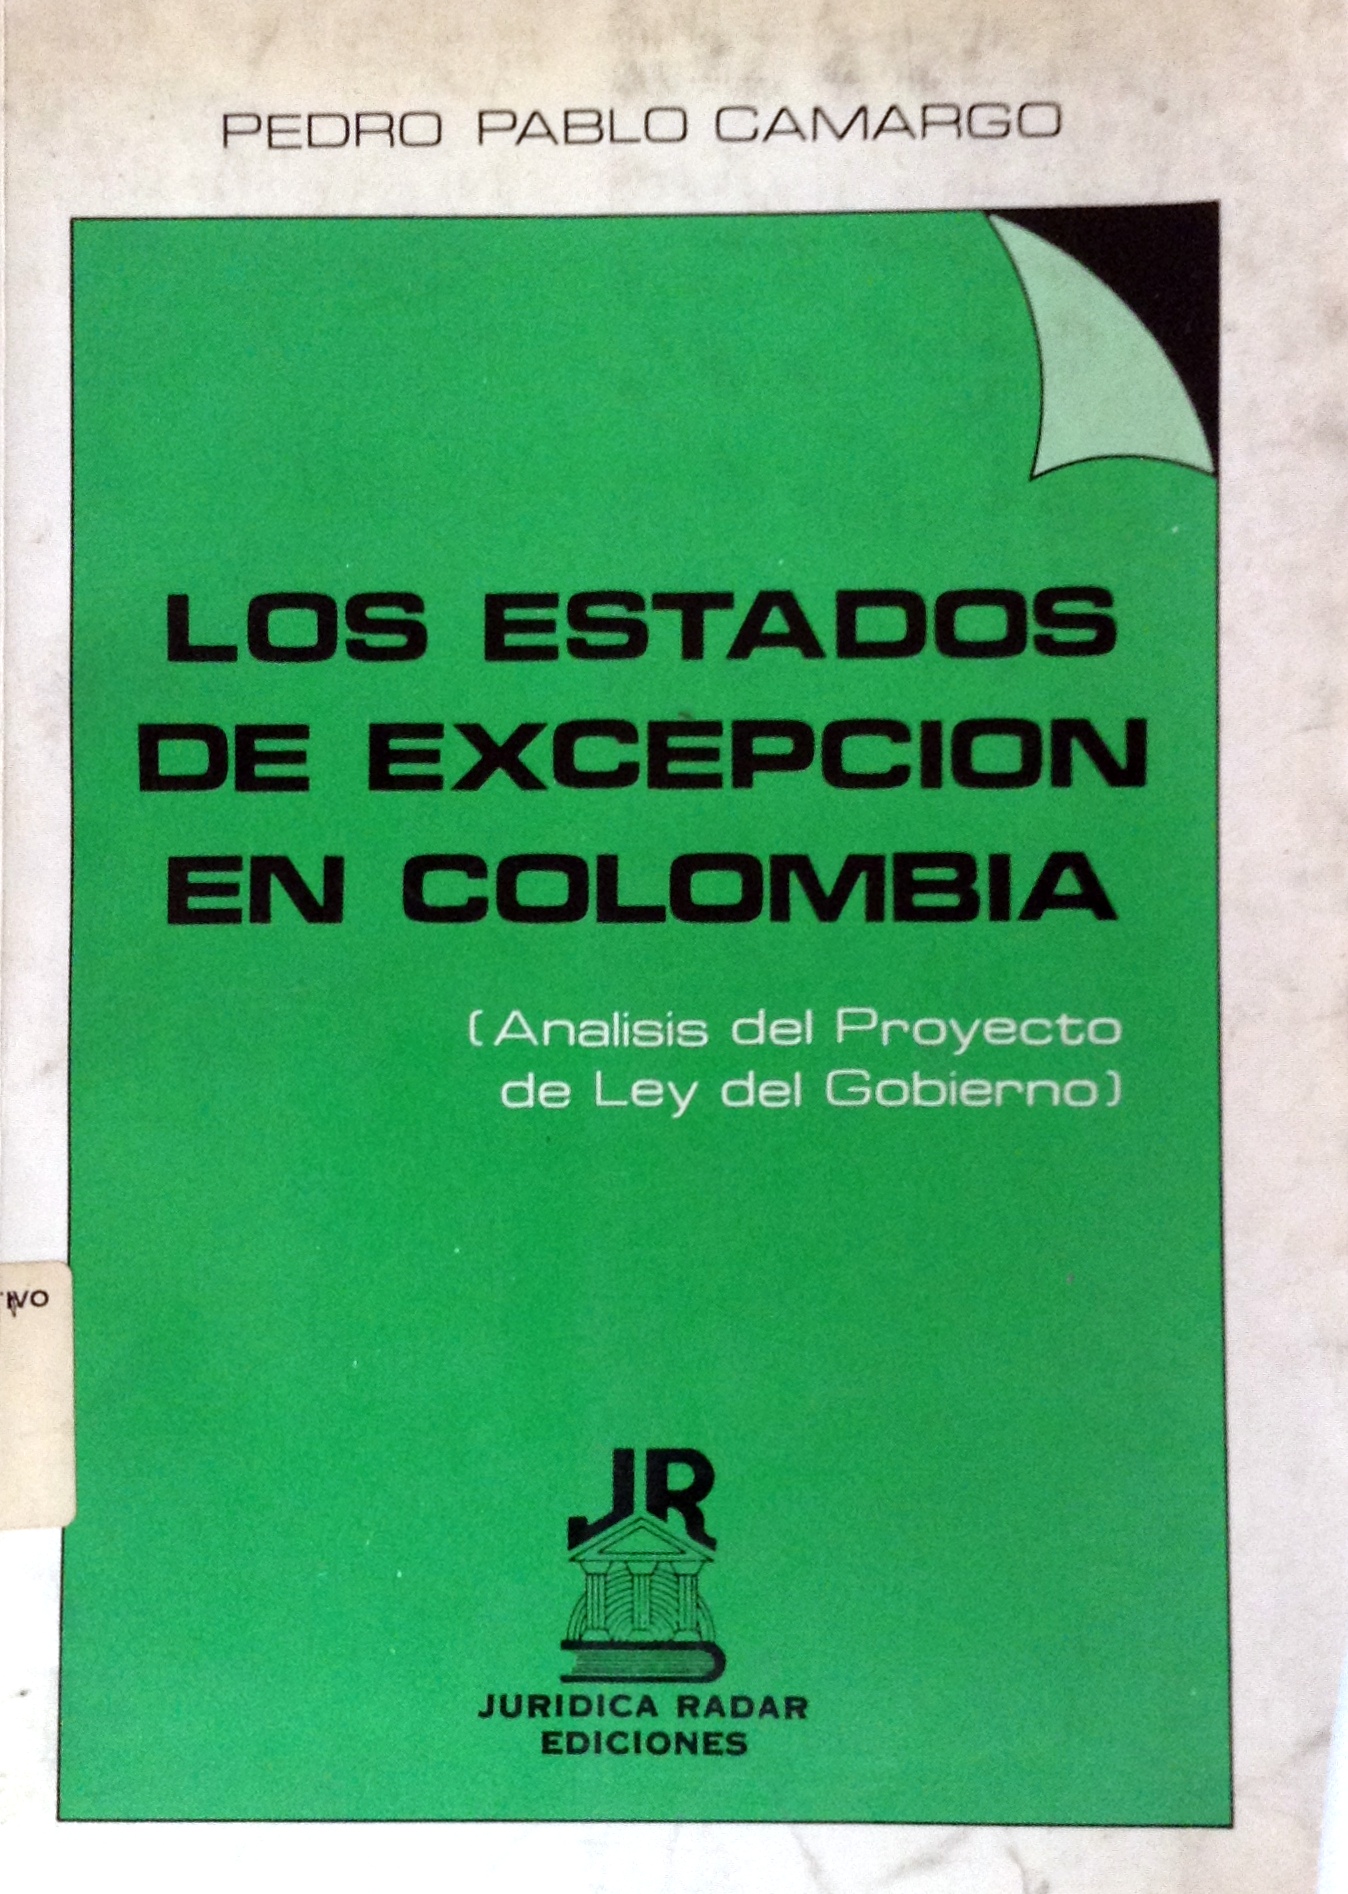 PEDRO PABLO CAMARGO
LOS ESTADOS
DE EXCEPCION
EN COLOMBIA
(Analisis del Proyecto
de Ley del Gobierno)
JR
JURIDICA RADAR
EDICIONES